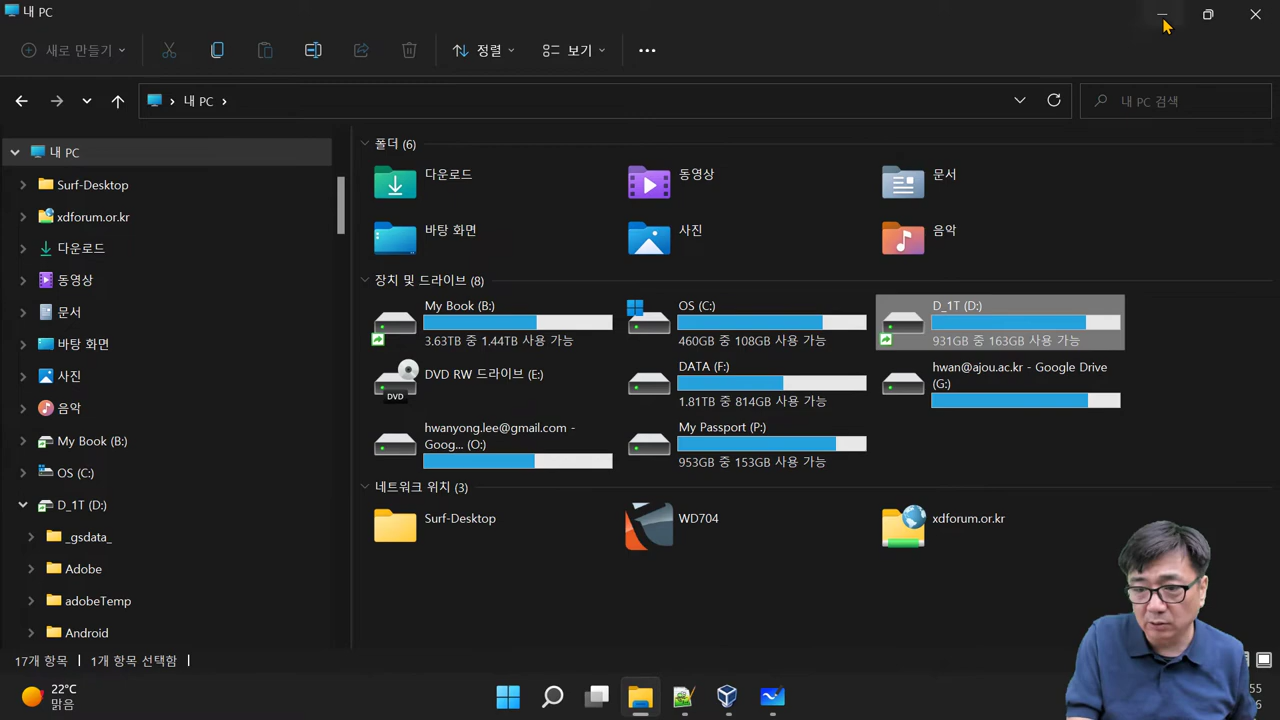 내 PC
새로 만들기
정렬
보기
내 PC
내 PC 검색
내 PC
Surf-Desktop
xdforum.or.kr
다운로드
동영상
문서
바탕 화면
사진
음악
My Book (B:)
OS (C:)
D_1T (D:)
_gsdata_
Adobe
adobeTemp
Android
폴더 (6)
다운로드
동영상
문서
바탕 화면
사진
음악
장치 및 드라이브 (8)
My Book (B:)
3.63TB 중 1.44TB 사용 가능
OS (C:)
460GB 중 108GB 사용 가능
D_1T (D:)
931GB 중 163GB 사용 가능
DVD RW 드라이브 (E:)
DVD
DATA (F:)
1.81TB 중 814GB 사용 가능
hwan@ajou.ac.kr - Google Drive
(G:)
hwanyong.lee@gmail.com -
Goog... (O:)
My Passport (P:)
953GB 중 153GB 사용 가능
네트워크 위치 (3)
Surf-Desktop
WD704
xdforum.or.kr
17개 항목
1개 항목 선택함
22°C
맑음